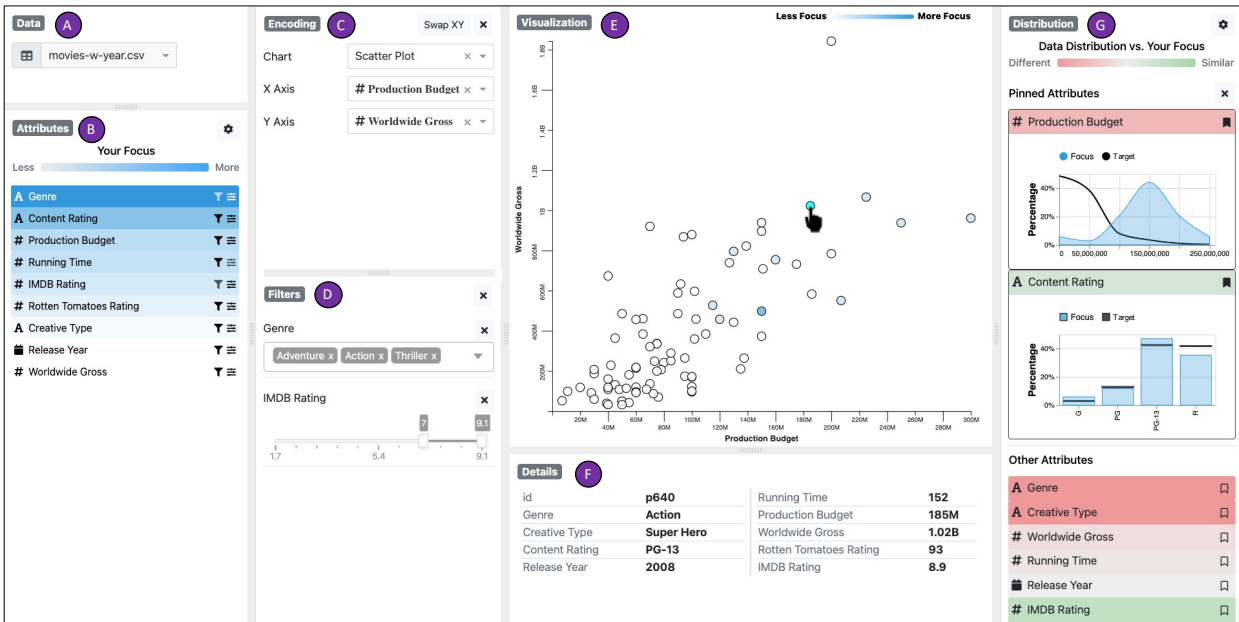 Data A
movies-w-year.csv
Attributes B
Your Focus
Less More
A Genre
A Content Rating
# Production Budget
# Running Time
# IMDB Rating
# Rotten Tomatoes Rating
A Creative Type
Release Year
# Worldwide Gross
Encoding C Swap XY ×
Chart Scatter Plot ×
X Axis # Production Budget ×
Y Axis # Worldwide Gross ×
Filters D ×
Genre ×
Adventure x Action x Thriller x
IMDB Rating ×
7 9.1
1.7 5.4 9.1
Visualization E Less Focus More Focus
1.8B
1.6B
1.4B
1.2B
1B
800M
600M
400M
200M
Worldwide Gross
20M 40M 60M 80M 100M 120M 140M 160M 180M 200M 220M 240M 260M 280M 300M
Production Budget
Details F
id p640 Running Time 152
Genre Action Production Budget 185M
Creative Type Super Hero Worldwide Gross 1.02B
Content Rating PG-13 Rotten Tomatoes Rating 93
Release Year 2008 IMDB Rating 8.9
Distribution G
Data Distribution vs. Your Focus
Different Similar
Pinned Attributes ×
# Production Budget
Focus Target
Percentage
40%
20%
0%
0 50,000,000 150,000,000 250,000,000
A Content Rating
Focus Target
Percentage
40%
20%
0%
G PG PG-13 R
Other Attributes
A Genre
A Creative Type
# Worldwide Gross
# Running Time
Release Year
# IMDB Rating